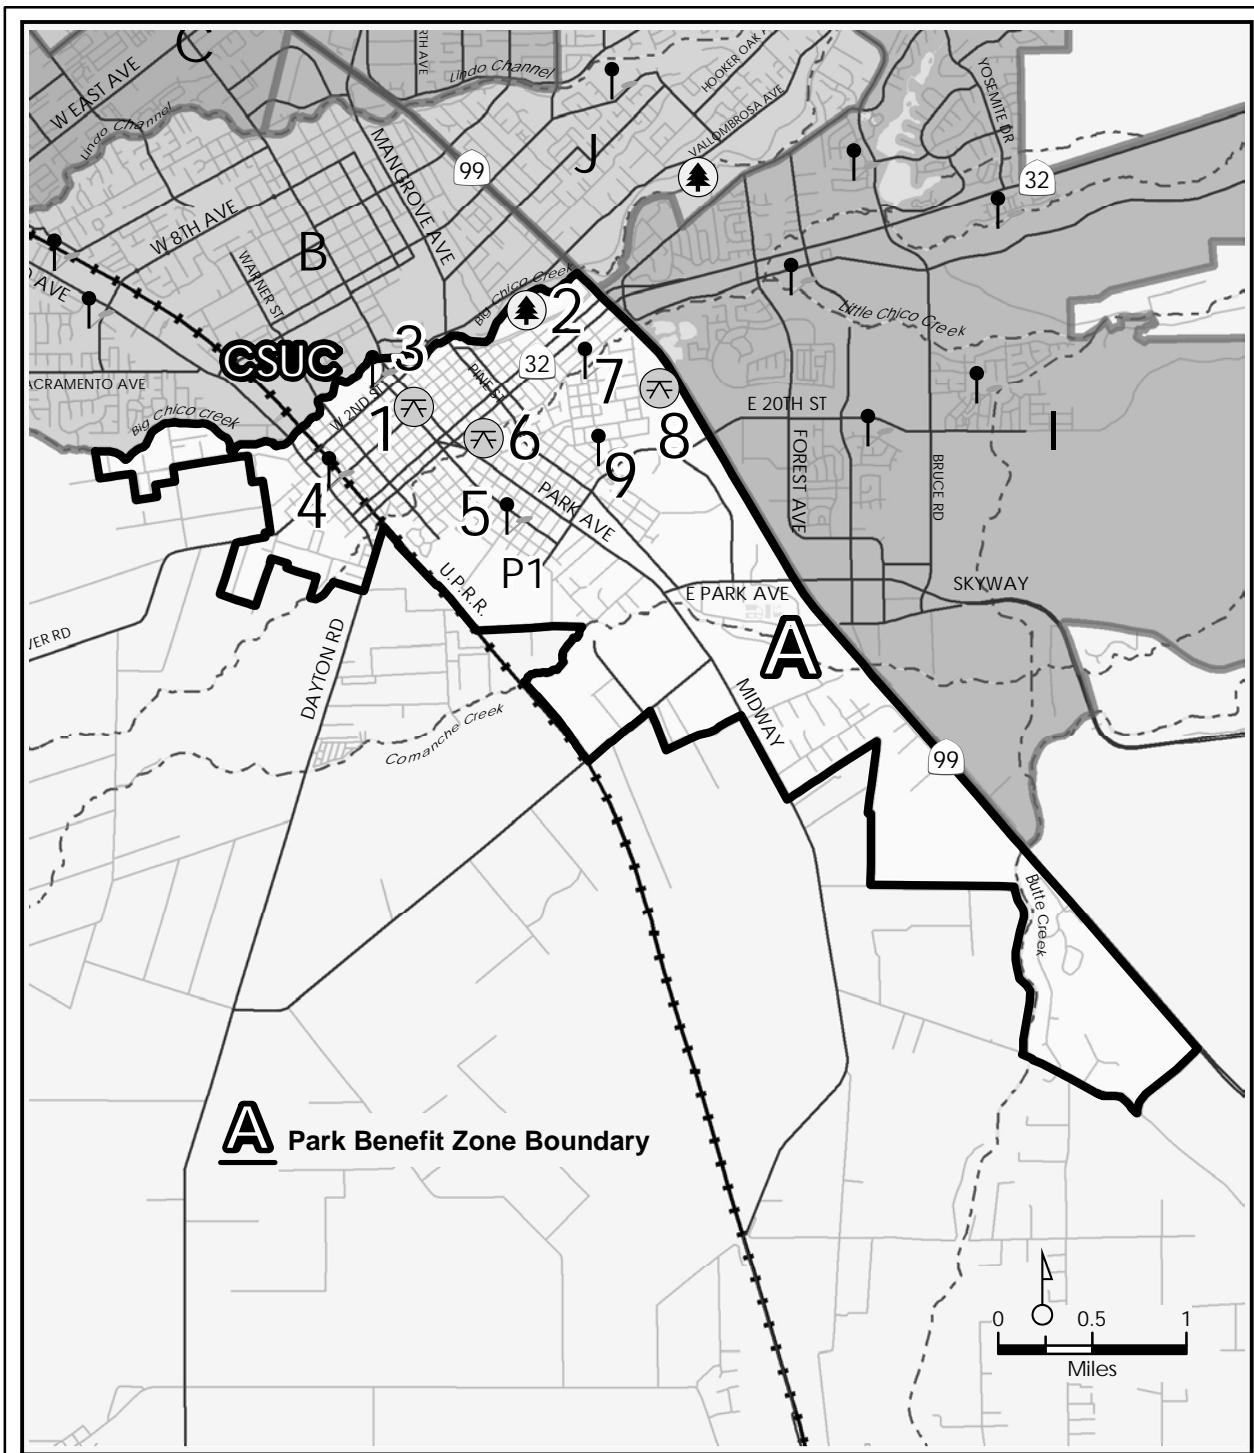 C
W EAST AVE
Lindo Channel
Lindo Channel
HOOKER OAK
YOSEMITE DR
VALLOMBROSA AVE
MANGROVE AVE
J
99
32
W 8TH AVE
B
WARNER ST
AVE
Big Chico Creek
2
Little Chico Creek
3
CSUC
32
7
PINE ST
ACRAMENTO AVE
W 2ND ST
1
Big Chico Creek
6
8
E 20TH ST
I
FOREST AVE
BRUCE RD
9
4
5
PARK AVE
P1
U.P.R.R.
E PARK AVE
SKYWAY
VER RD
A
DAYTON RD
MIDWAY
Comanche Creek
99
Butte Creek
A Park Benefit Zone Boundary
0 0.5 1
Miles